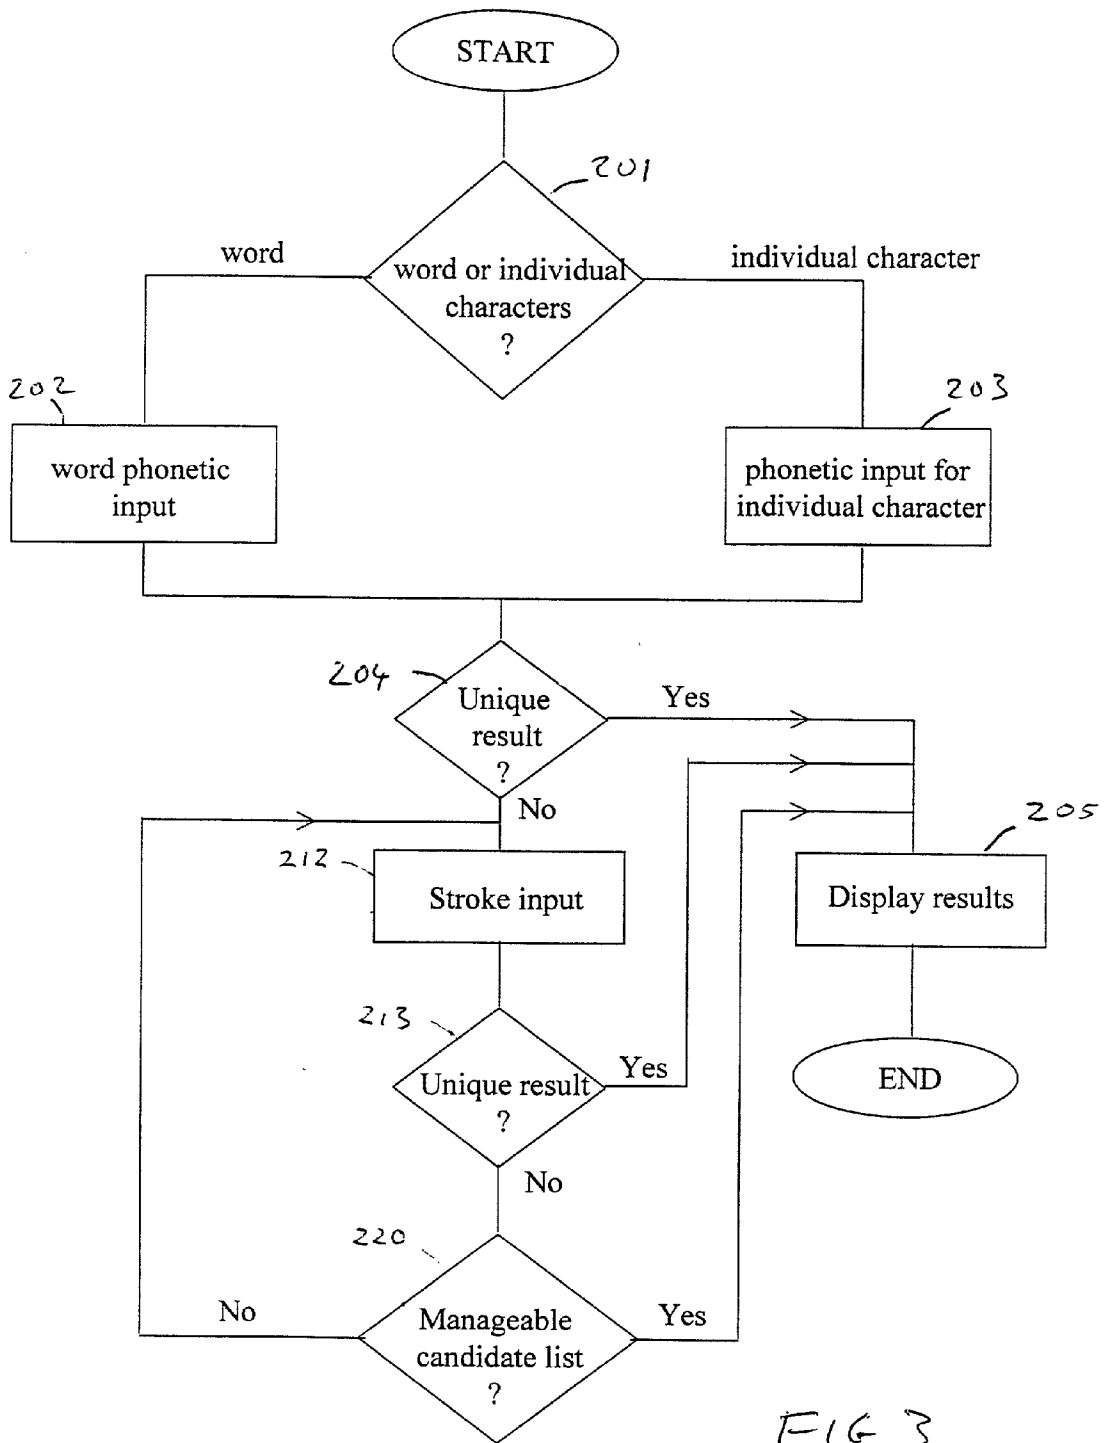 START
201
word
word or individual
characters
?
individual character
202
word phonetic
input
203
phonetic input for
individual character
204
Unique
result
?
Yes
No
212
Stroke input
205
Display results
213
Unique result
?
Yes
END
No
220
No
Manageable
candidate list
?
Yes
FIG 3